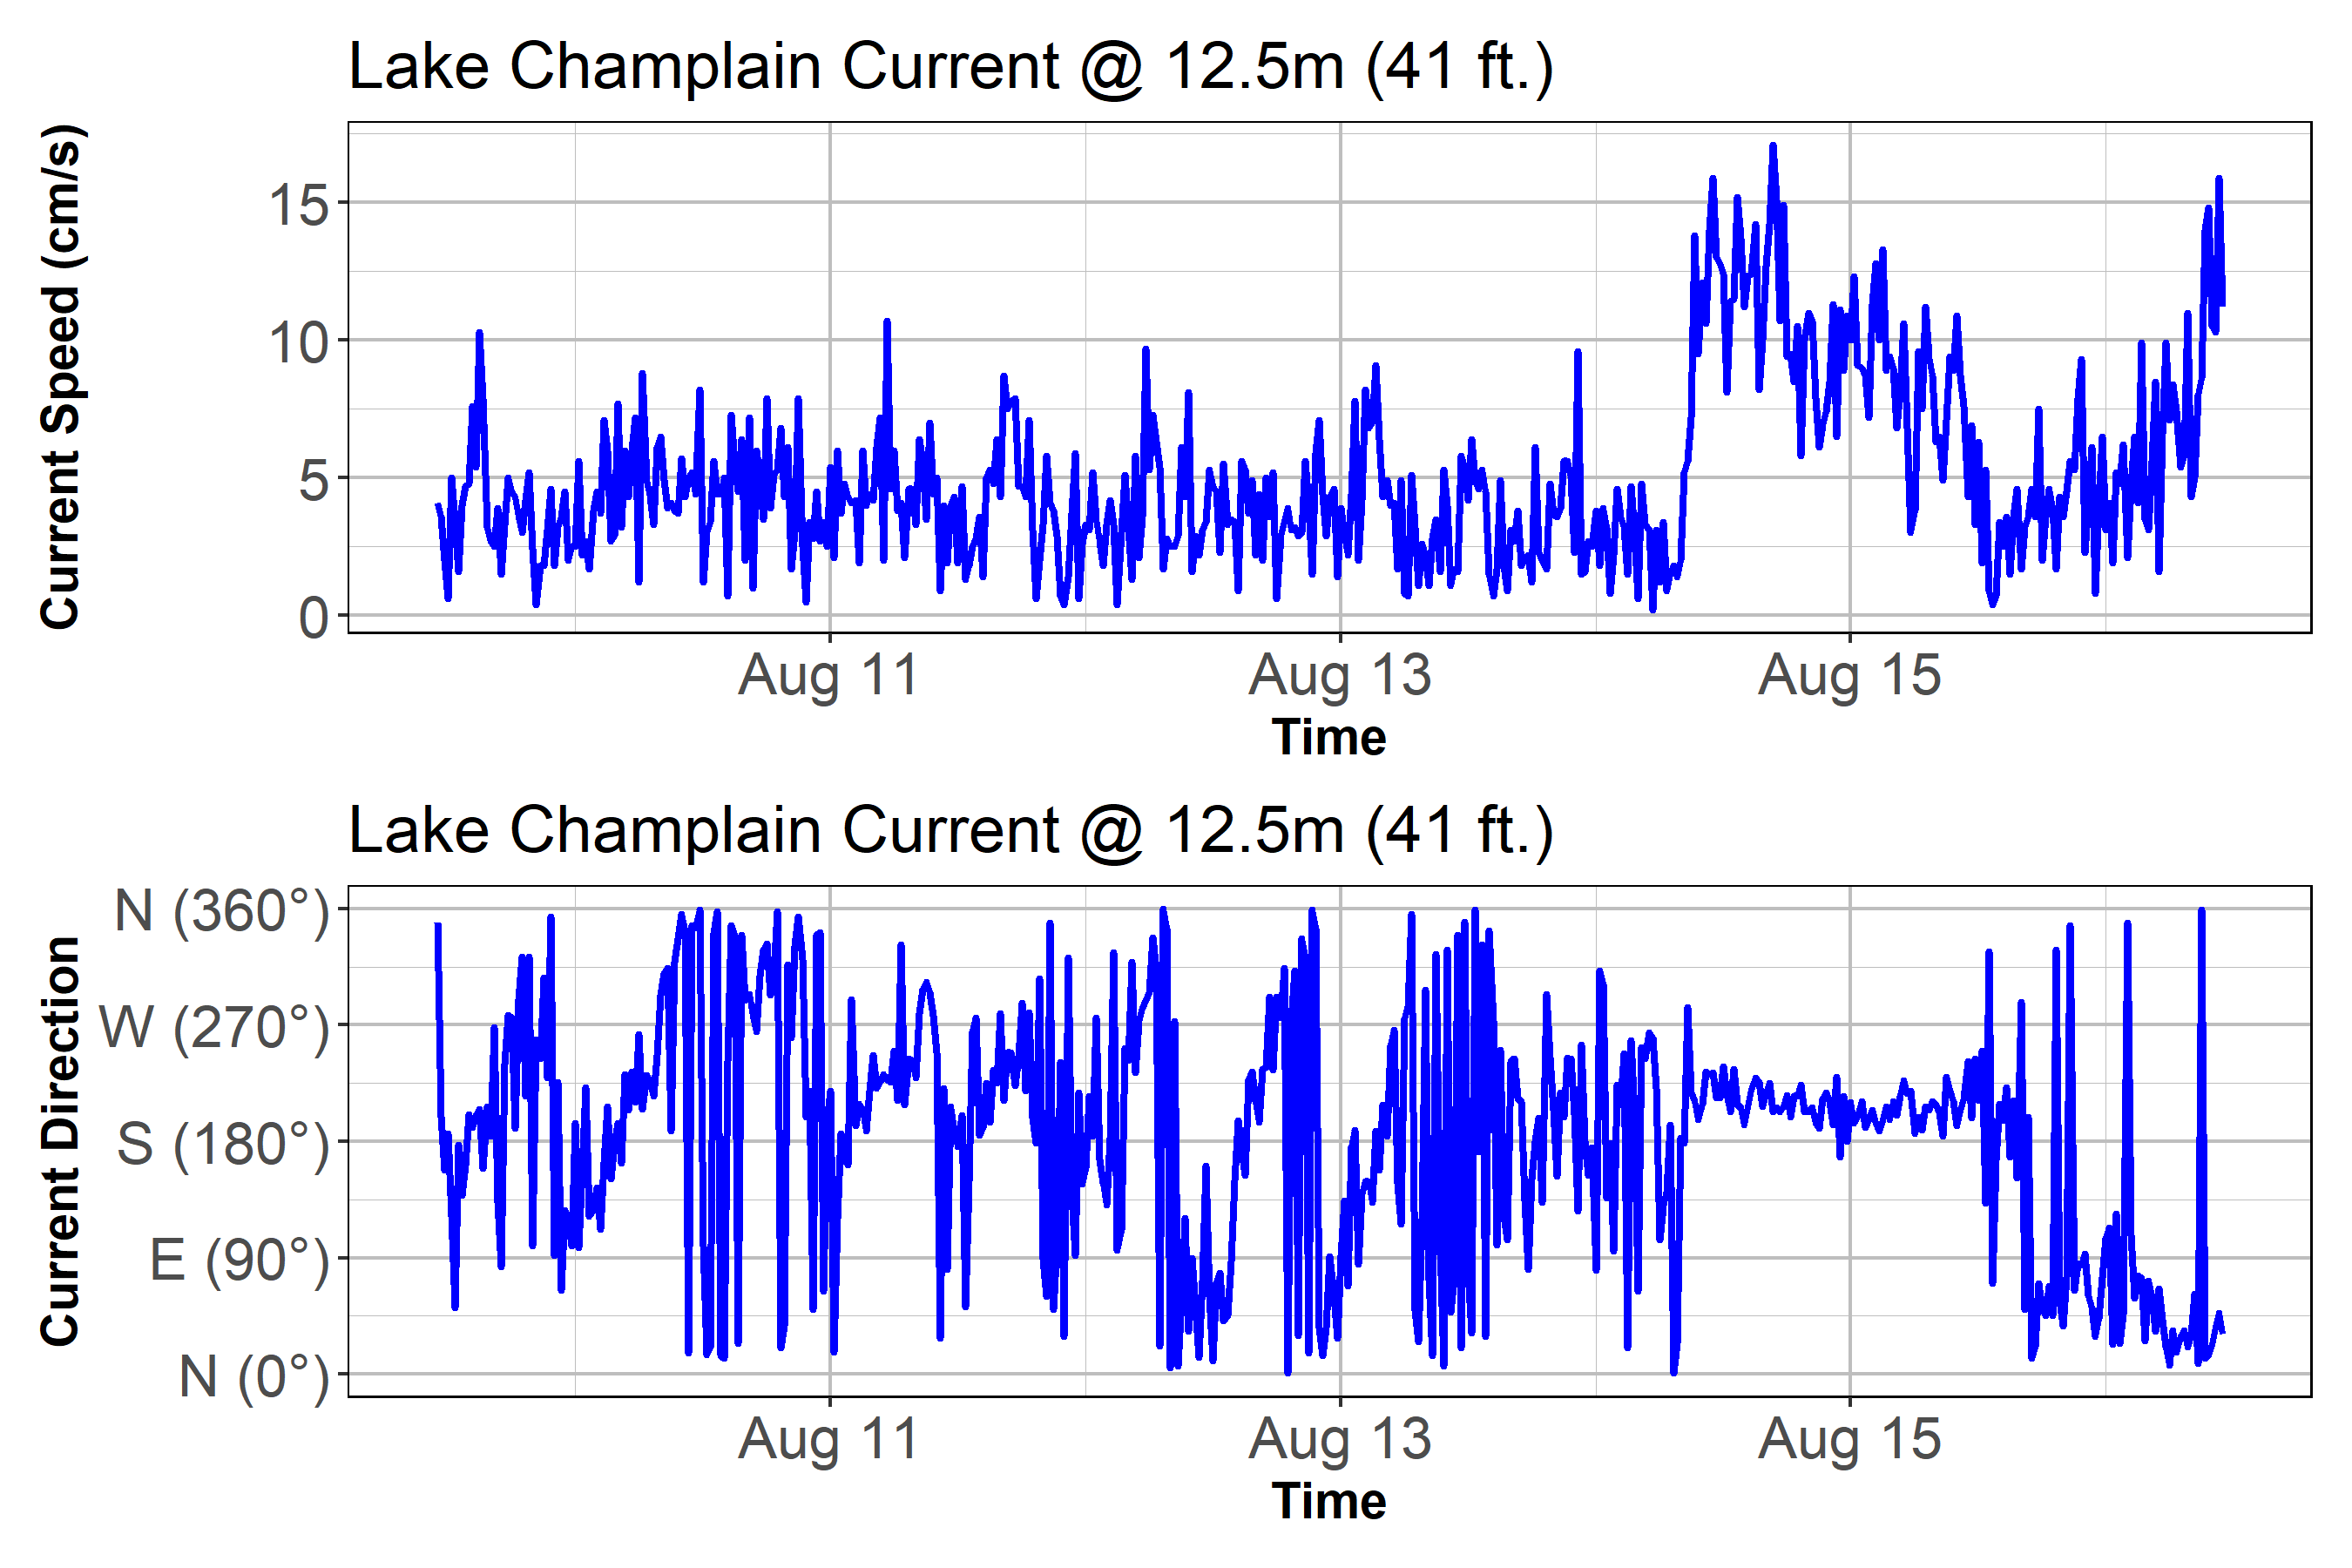 Lake Champlain Current @ 12.5m (41 ft.)
Current Speed (cm/s)
15
10
5
0
Aug 11 Aug 13 Aug 15
Time
Lake Champlain Current @ 12.5m (41 ft.)
Current Direction
N (360°)
W (270°)
S (180°)
E (90°)
N (0°)
Aug 11 Aug 13 Aug 15
Time